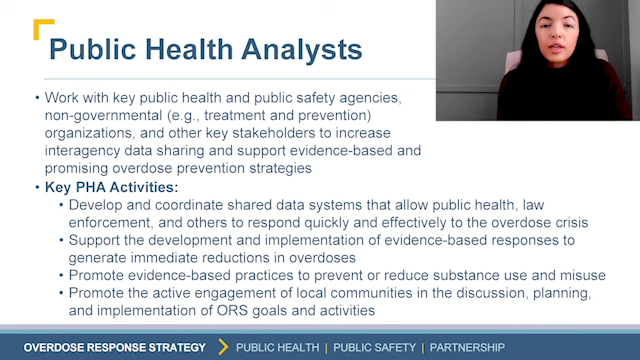 Public Health Analysts
• Work with key public health and public safety agencies,
non-governmental (e.g., treatment and prevention)
organizations, and other key stakeholders to increase
interagency data sharing and support evidence-based and
promising overdose prevention strategies
• Key PHA Activities:
• Develop and coordinate shared data systems that allow public health, law
enforcement, and others to respond quickly and effectively to the overdose crisis
• Support the development and implementation of evidence-based responses to
generate immediate reductions in overdoses
• Promote evidence-based practices to prevent or reduce substance use and misuse
• Promote the active engagement of local communities in the discussion, planning,
and implementation of ORS goals and activities
OVERDOSE RESPONSE STRATEGY PUBLIC HEALTH | PUBLIC SAFETY | PARTNERSHIP